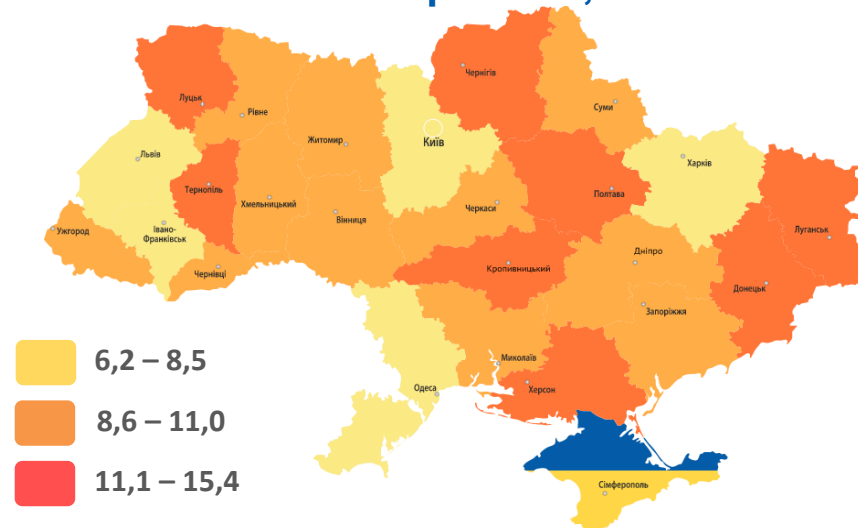 Чернігів
Луцьк
Рівне
Суми
Житомир
Київ
Львів
Харків
Тернопіль
Хмельницький
Полтава
Черкаси
Вінниця
Ужгород
Івано-
Франківськ
Луганськ
Чернівці
Кропивницький
Дніпро
Донецьк
Запоріжжя
Миколаїв
Одеса
Херсон
Сімферополь
6,2 – 8,5
8,6 – 11,0
11,1 – 15,4